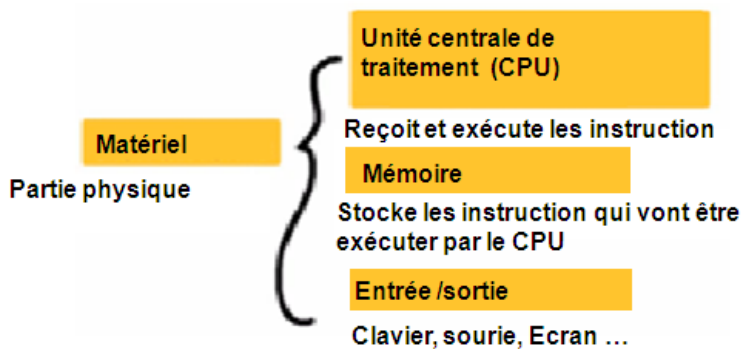 Matériel
Partie physique
Unité centrale de
traitement (CPU)
Reçoit et exécute les instruction
Mémoire
Stocke les instruction qui vont être
exécuter par le CPU
Entrée /sortie
Clavier, sourie, Ecran ...